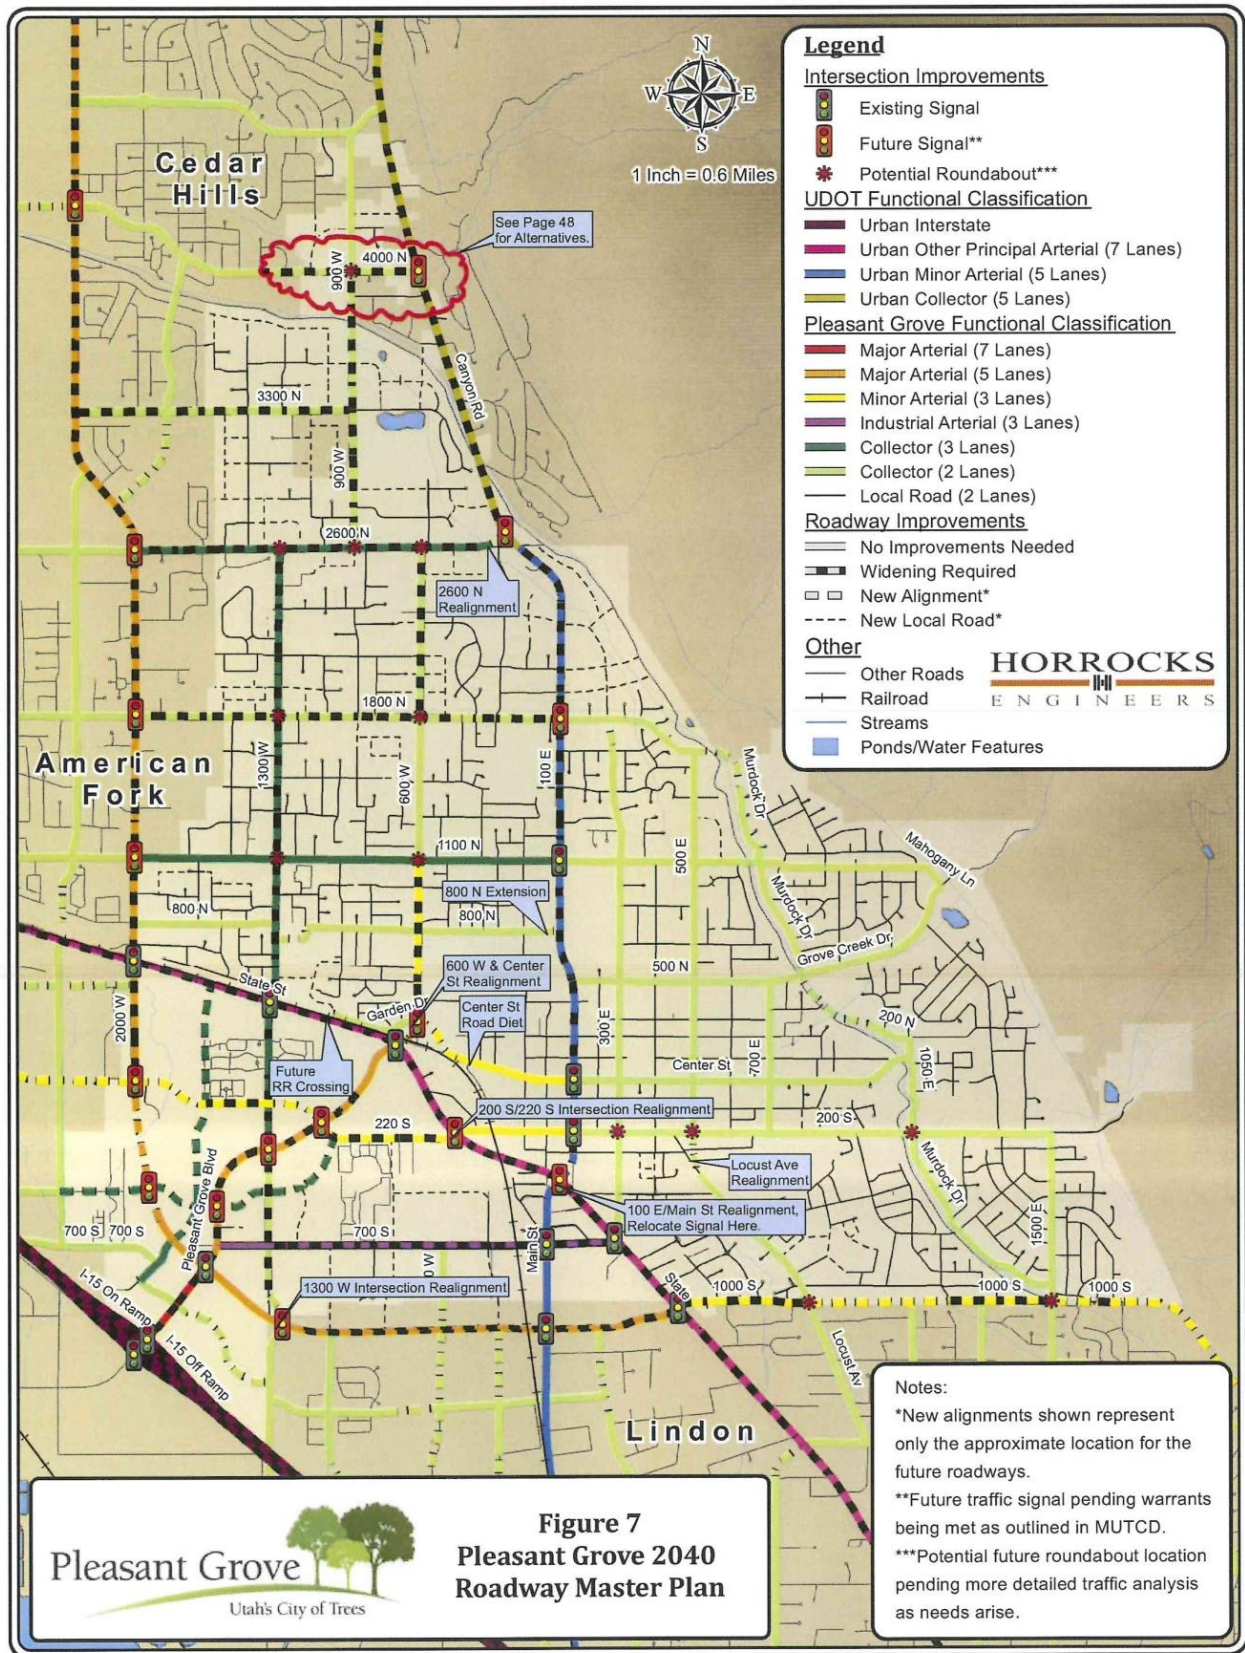 N
W
E
S
1 Inch = 0.6 Miles
Legend
Intersection Improvements
Existing Signal
Future Signal**
Potential Roundabout***
UDOT Functional Classification
Urban Interstate
Urban Other Principal Arterial (7 Lanes)
Urban Minor Arterial (5 Lanes)
Urban Collector (5 Lanes)
Pleasant Grove Functional Classification
Major Arterial (7 Lanes)
Major Arterial (5 Lanes)
Minor Arterial (3 Lanes)
Industrial Arterial (3 Lanes)
Collector (3 Lanes)
Collector (2 Lanes)
Local Road (2 Lanes)
Roadway Improvements
No Improvements Needed
Widening Required
New Alignment*
New Local Road*
Other
Other Roads
Railroad
Streams
Ponds/Water Features
HORROCKS
ENGINEERS
Cedar
Hills
See Page 48
for Alternatives.
4000 N
900 W
Canyon Rd
3300 N
900 W
2600 N
2600 N
Realignment
1800 N
American
Fork
1300 W
600 W
100 E
Murdock Dr
1100 N
500 E
Mahogany Ln
800 N Extension
800 N
800 N
Murdock Dr
Grove Creek Dr
500 N
600 W & Center
St Realignment
State St
Garden Dr
Center St
Road Diet
2000 W
300 E
200 N
Future
RR Crossing
Center St
700 E
1050 E
200 S/220 S Intersection Realignment
220 S
200 S
Locust Ave
Realignment
Murdock Dr
Pleasant Grove Blvd
100 E/Main St Realignment,
Relocate Signal Here.
1500 E
700 S
700 S
700 S
Main St
0 W
I-15 On Ramp
1300 W Intersection Realignment
State
1000 S
1000 S
1000 S
I-15 Off Ramp
Locust Av
Lindon
Notes:
*New alignments shown represent
only the approximate location for the
future roadways.
**Future traffic signal pending warrants
being met as outlined in MUTCD.
***Potential future roundabout location
pending more detailed traffic analysis
as needs arise.
Pleasant Grove
Utah's City of Trees
Figure 7
Pleasant Grove 2040
Roadway Master Plan